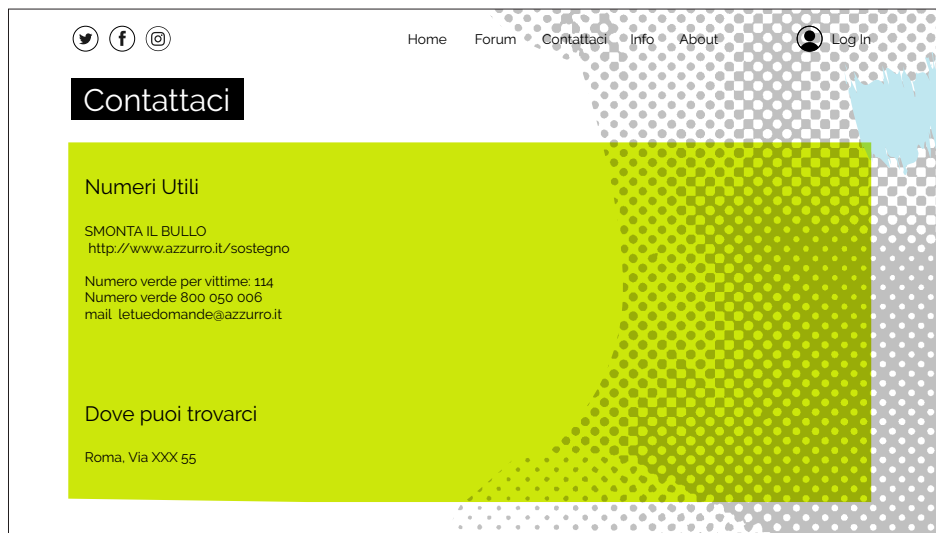 Home Forum Contattaci Info About Log In
Contattaci
Numeri Utili
SMONTA IL BULLO
http://www.azzurro.it/sostegno
Numero verde per vittime: 114
Numero verde 800 050 006
mail letuedomande@azzurro.it
Dove puoi trovarci
Roma, Via XXX 55